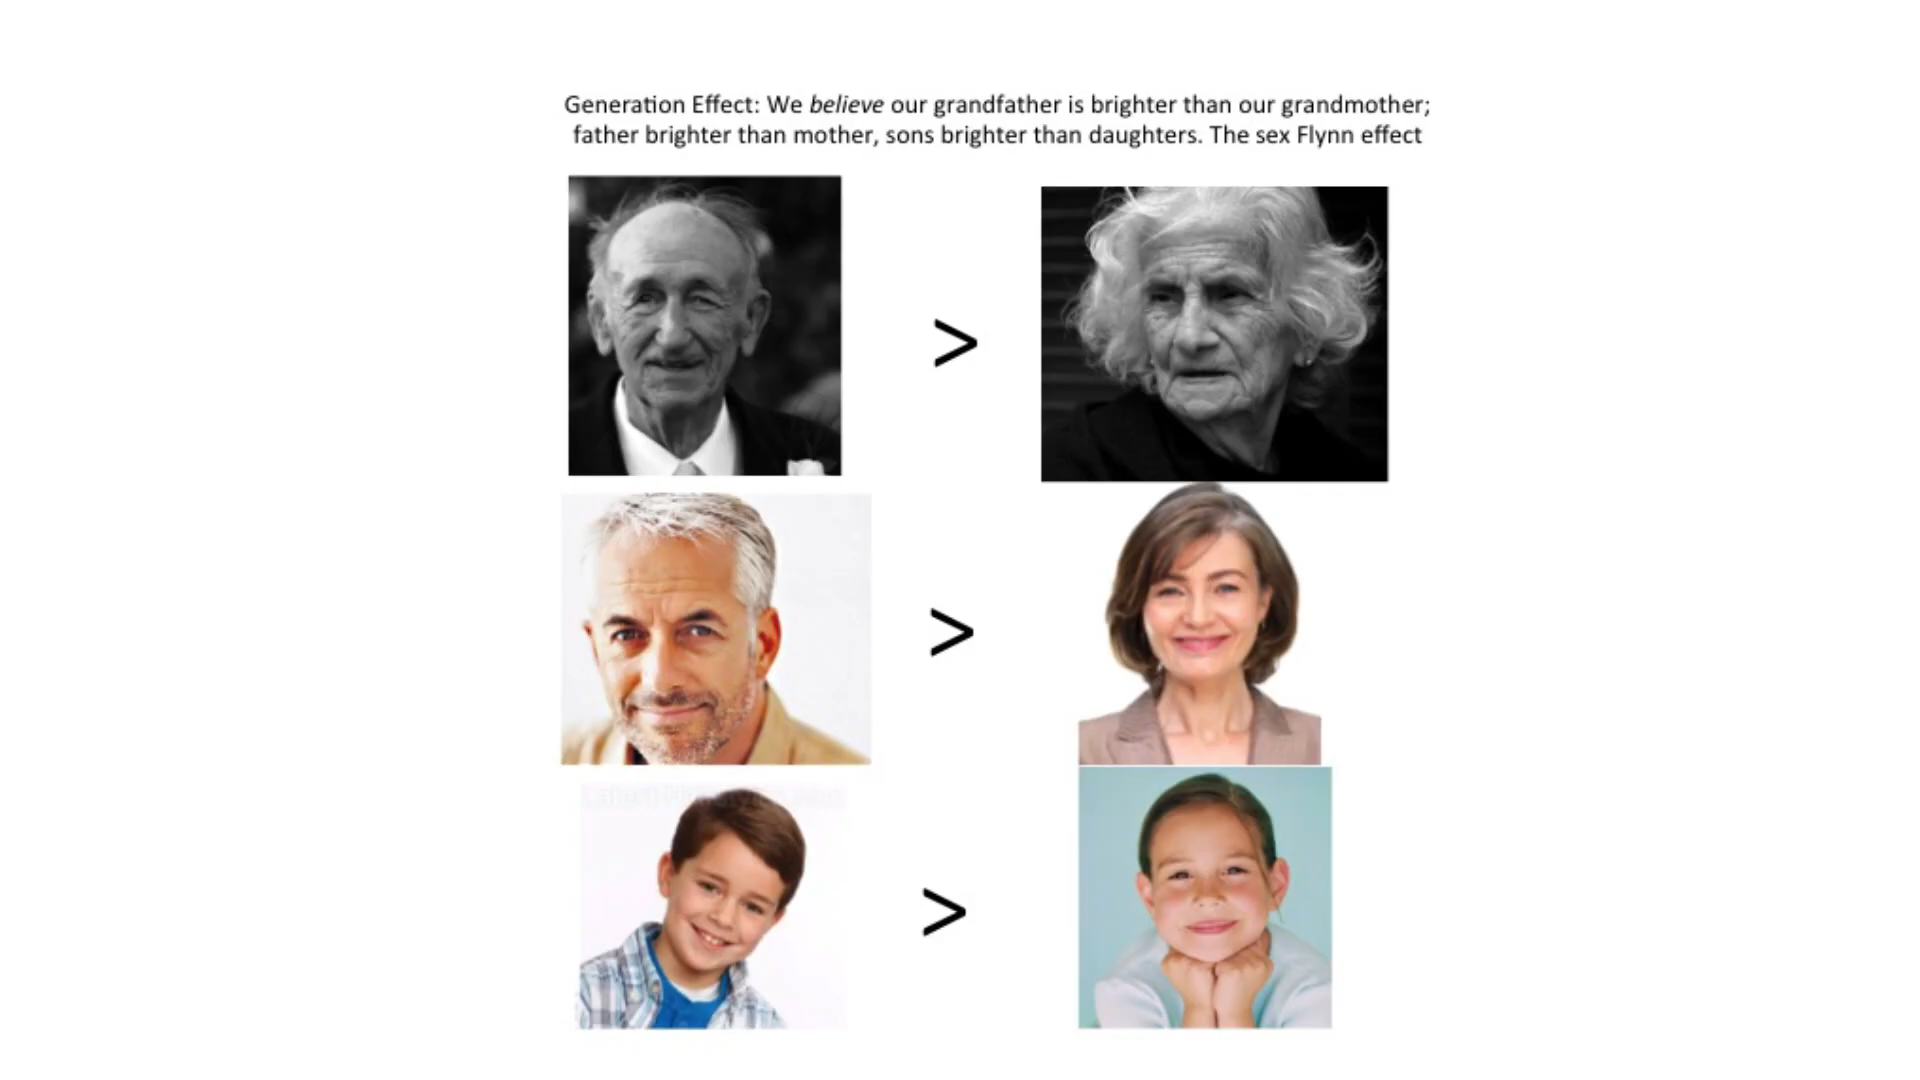 Generation Effect: We believe our grandfather is brighter than our grandmother;
father brighter than mother, sons brighter than daughters. The sex Flynn effect
>
>
>